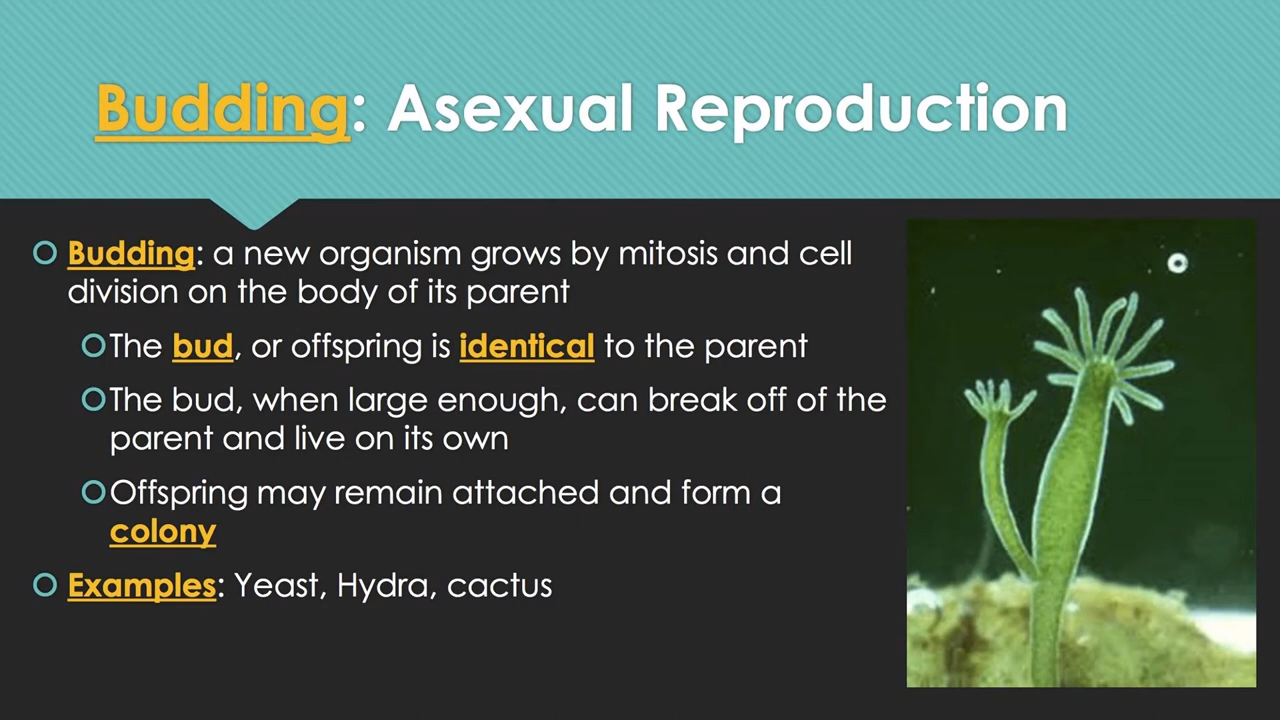 Budding: Asexual Reproduction
Budding: a new organism grows by mitosis and cell
division on the body of its parent
The bud, or offspring is identical to the parent
The bud, when large enough, can break off of the
parent and live on its own
Offspring may remain attached and form a
colony
Examples: Yeast, Hydra, cactus